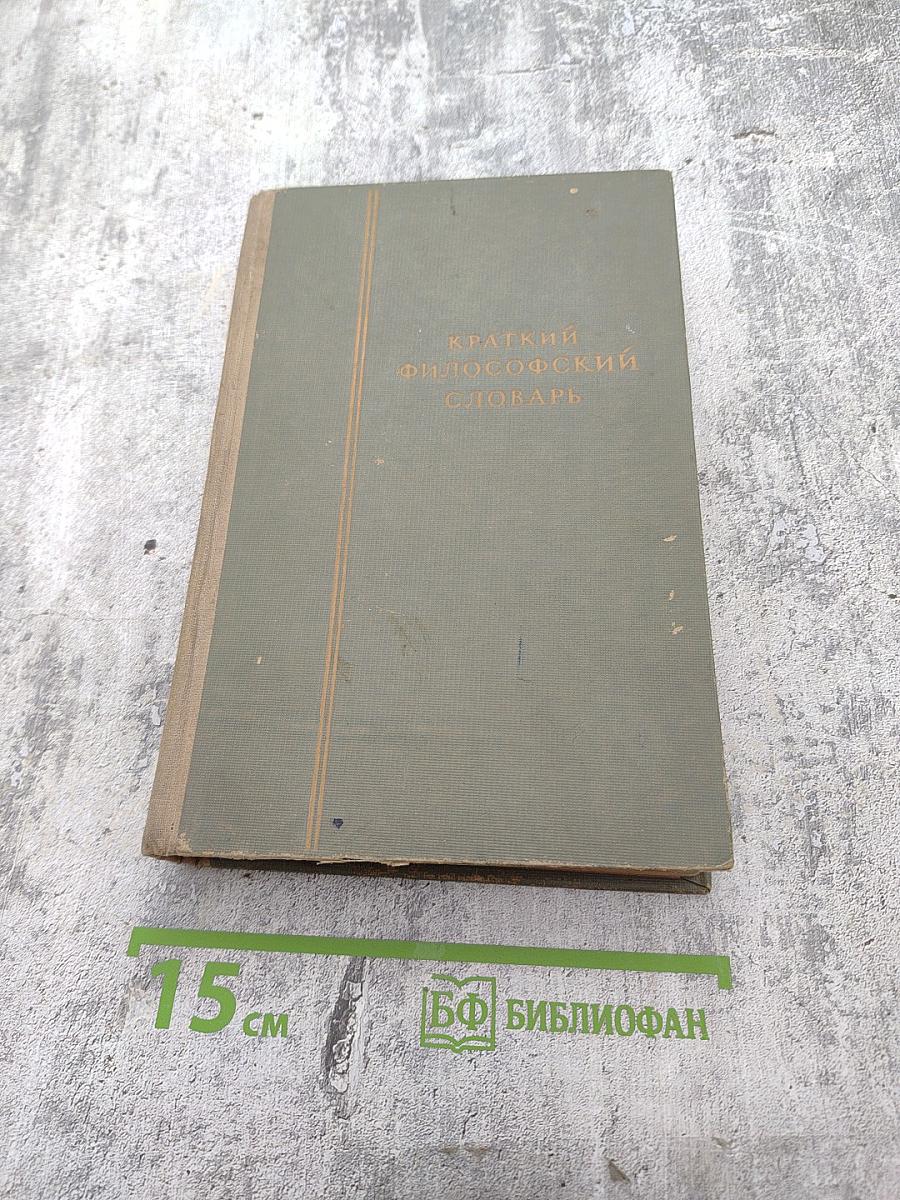 КРАТКИЙ
ФИЛОСОФСКИЙ
СЛОВАРЬ
15 см
БФ БИБЛИОФАН